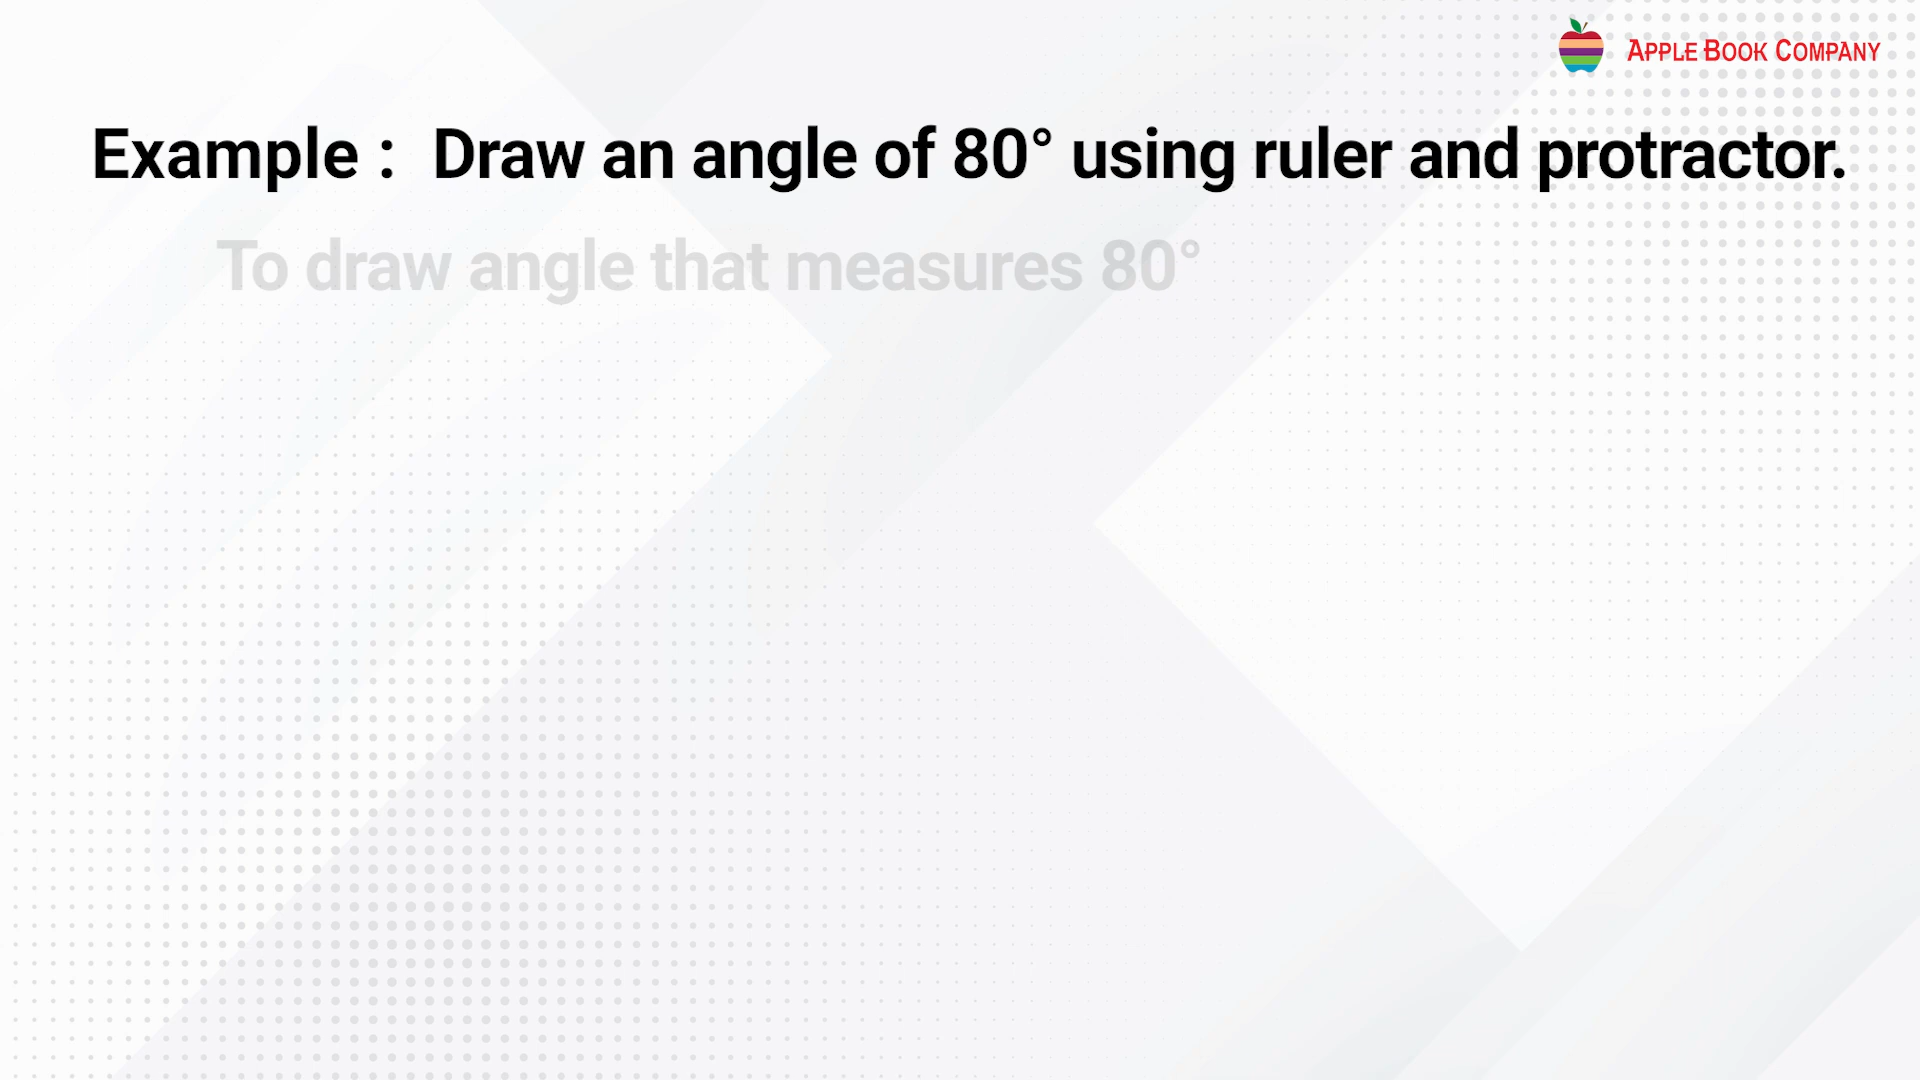 APPLE BOOK COMPANY
Example : Draw an angle of 80° using ruler and protractor.
To draw angle that measures 80°